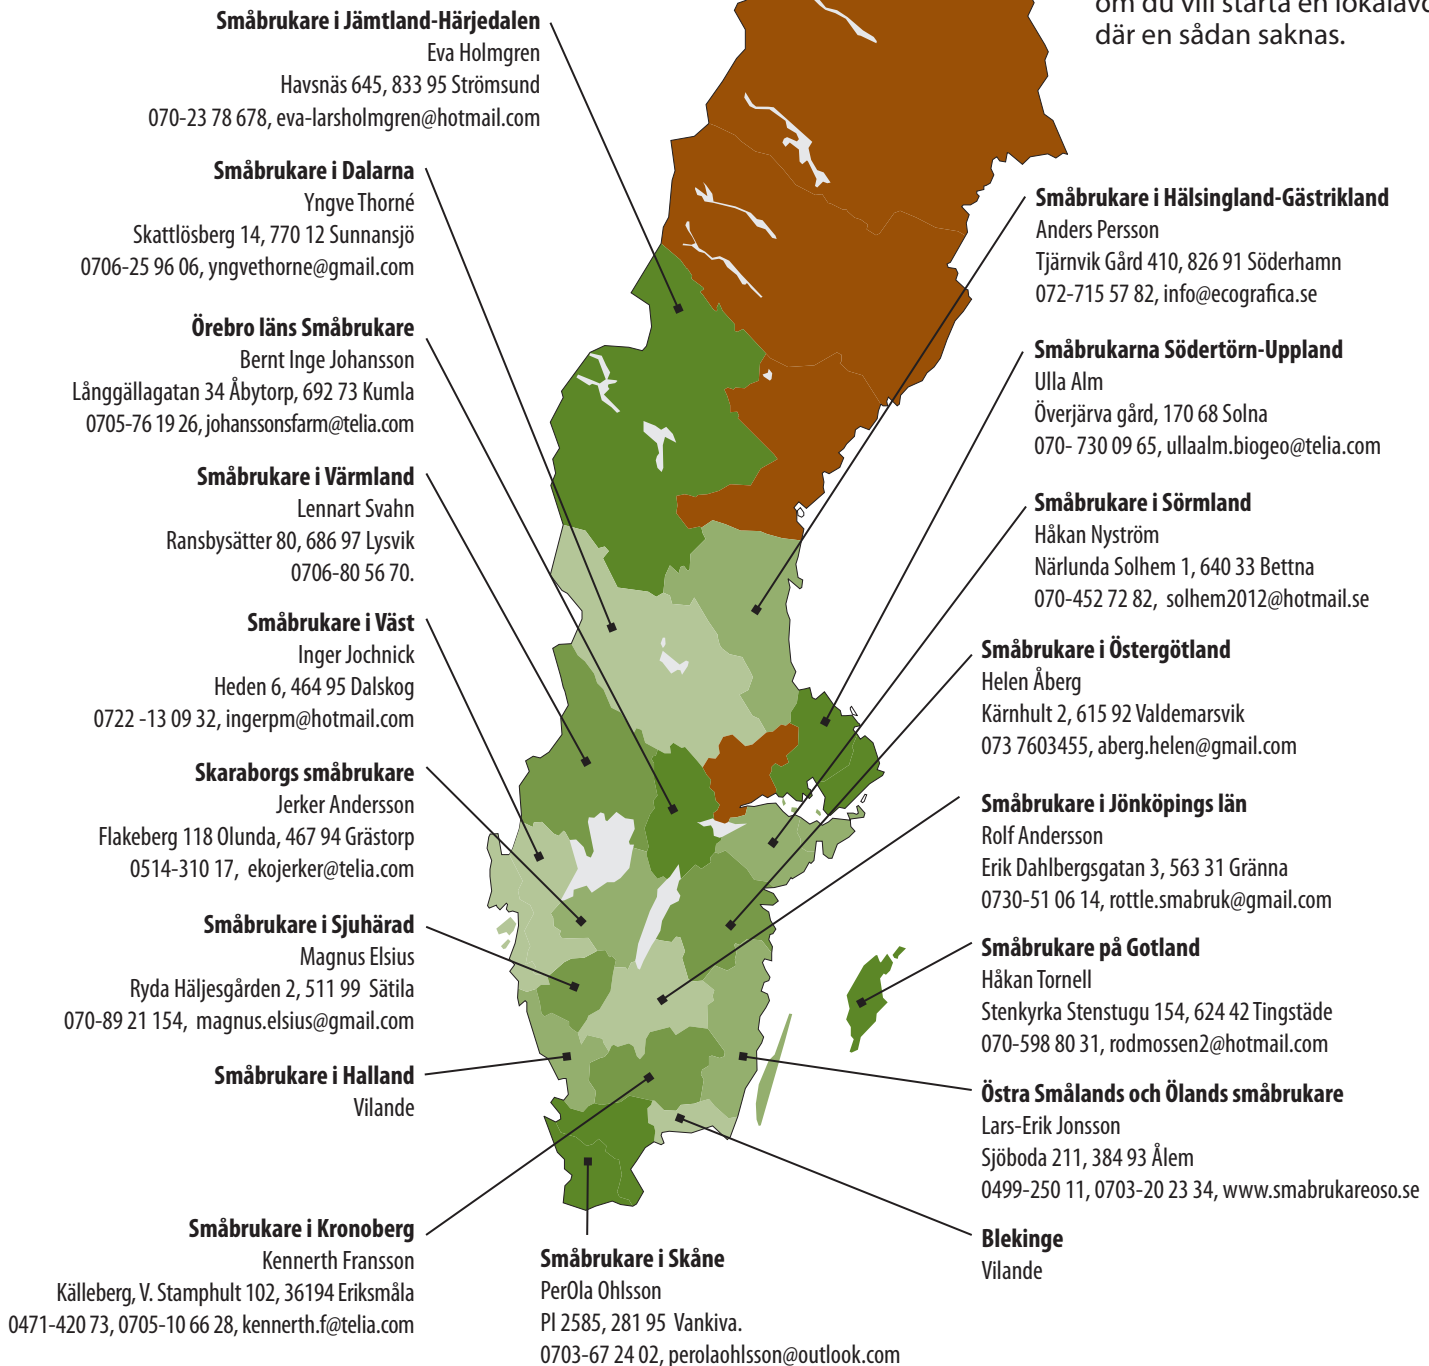 om du vill starta en
där en sådan saknas.
Småbrukare i Jämtland-Härjedalen
Eva Holmgren
Havsnäs 645, 833 95 Strömsund
070-23 78 678, eva-larsholmgren@hotmail.com
Småbrukare i Dalarna
Yngve Thorné
Skattlösberg 14, 770 12 Sunnansjö
0706-25 96 06, yngvethorne@gmail.com
Örebro läns Småbrukare
Bernt Inge Johansson
Långgällagatan 34 Åbytorp, 692 73 Kumla
0705-76 19 26, johanssonsfarm@telia.com
Småbrukare i Värmland
Lennart Svahn
Ransbysätter 80, 686 97 Lysvik
0706-80 56 70.
Småbrukare i Väst
Inger Jochnick
Heden 6, 464 95 Dalskog
0722 -13 09 32, ingerpm@hotmail.com
Skaraborgs småbrukare
Jerker Andersson
Flakeberg 118 Olunda, 467 94 Grästorp
0514-310 17, ekojerker@telia.com
Småbrukare i Sjuhärad
Magnus Elsius
Ryda Häljesgården 2, 511 99 Sätila
070-89 21 154, magnus.elsius@gmail.com
Småbrukare i Halland
Vilande
Småbrukare i Kronoberg
Kennerth Fransson
Källeberg, V. Stamphult 102, 36194 Eriksmåla
0471-420 73, 0705-10 66 28, kennerth.f@telia.com
Småbrukare i Skåne
PerOla Ohlsson
Pl 2585, 281 95 Vankiva.
0703-67 24 02, perolaohlsson@outlook.com
Småbrukare i Hälsingland-Gästrikland
Anders Persson
Tjärnvik Gård 410, 826 91 Söderhamn
072-715 57 82, info@ecografica.se
Småbrukarna Södertörn-Uppland
Ulla Alm
Överjärva gård, 170 68 Solna
070- 730 09 65, ullaalm.biogeo@telia.com
Småbrukare i Sörmland
Håkan Nyström
Närlunda Solhem 1, 640 33 Bettna
070-452 72 82, solhem2012@hotmail.se
Småbrukare i Östergötland
Helen Åberg
Kärnhult 2, 615 92 Valdemarsvik
073 7603455, aberg.helen@gmail.com
Småbrukare i Jönköpings län
Rolf Andersson
Erik Dahlbergsgatan 3, 563 31 Gränna
0730-51 06 14, rottle.smabruk@gmail.com
Småbrukare på Gotland
Håkan Tornell
Stenkyrka Stenstugu 154, 624 42 Tingstäde
070-598 80 31, rodmossen2@hotmail.com
Östra Smålands och Ölands småbrukare
Lars-Erik Jonsson
Sjöboda 211, 384 93 Ålem
0499-250 11, 0703-20 23 34, www.smabrukareoso.se
Blekinge
Vilande